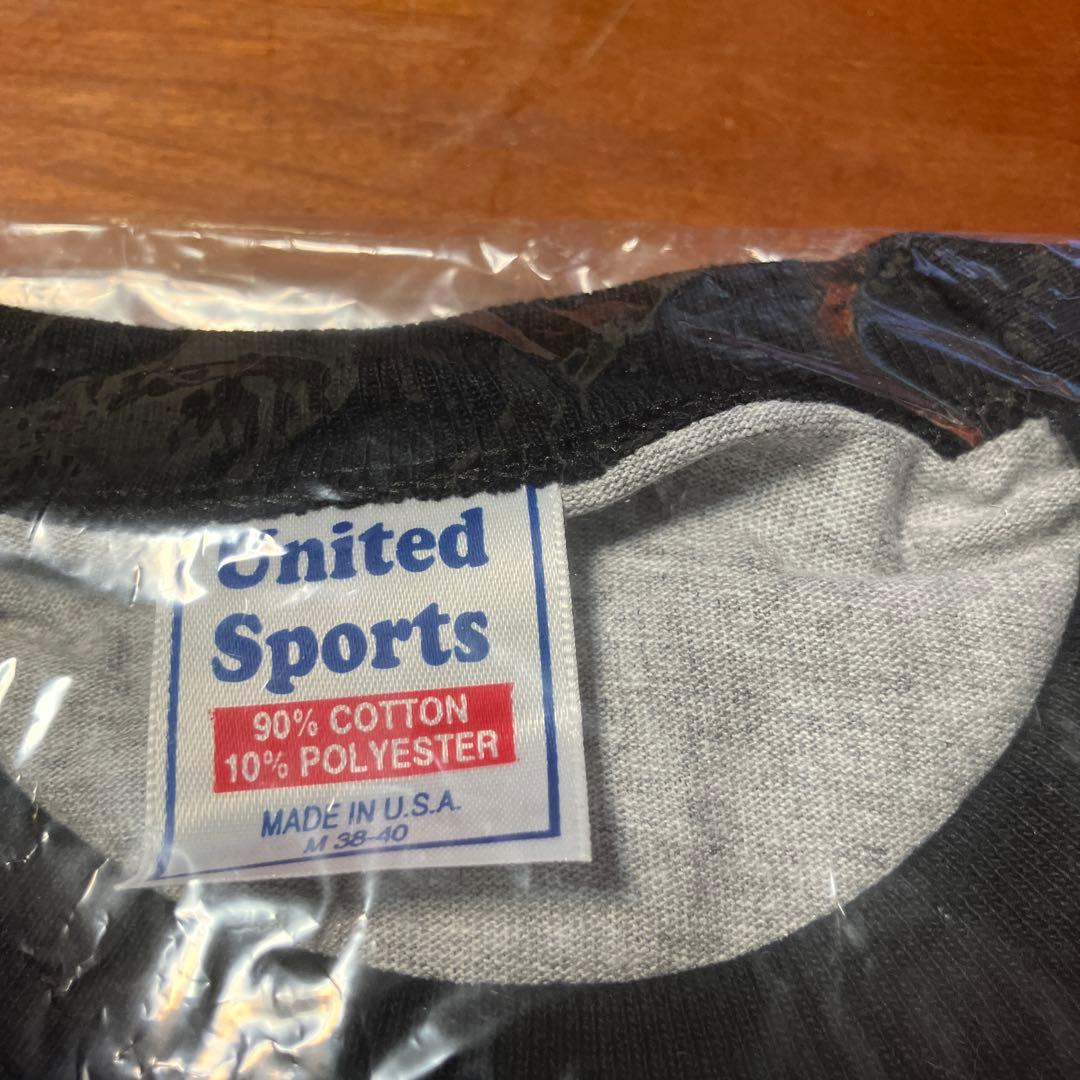 United
Sports
90% COTTON
10% POLYESTER
MADE IN U.S.A.
M 38-40